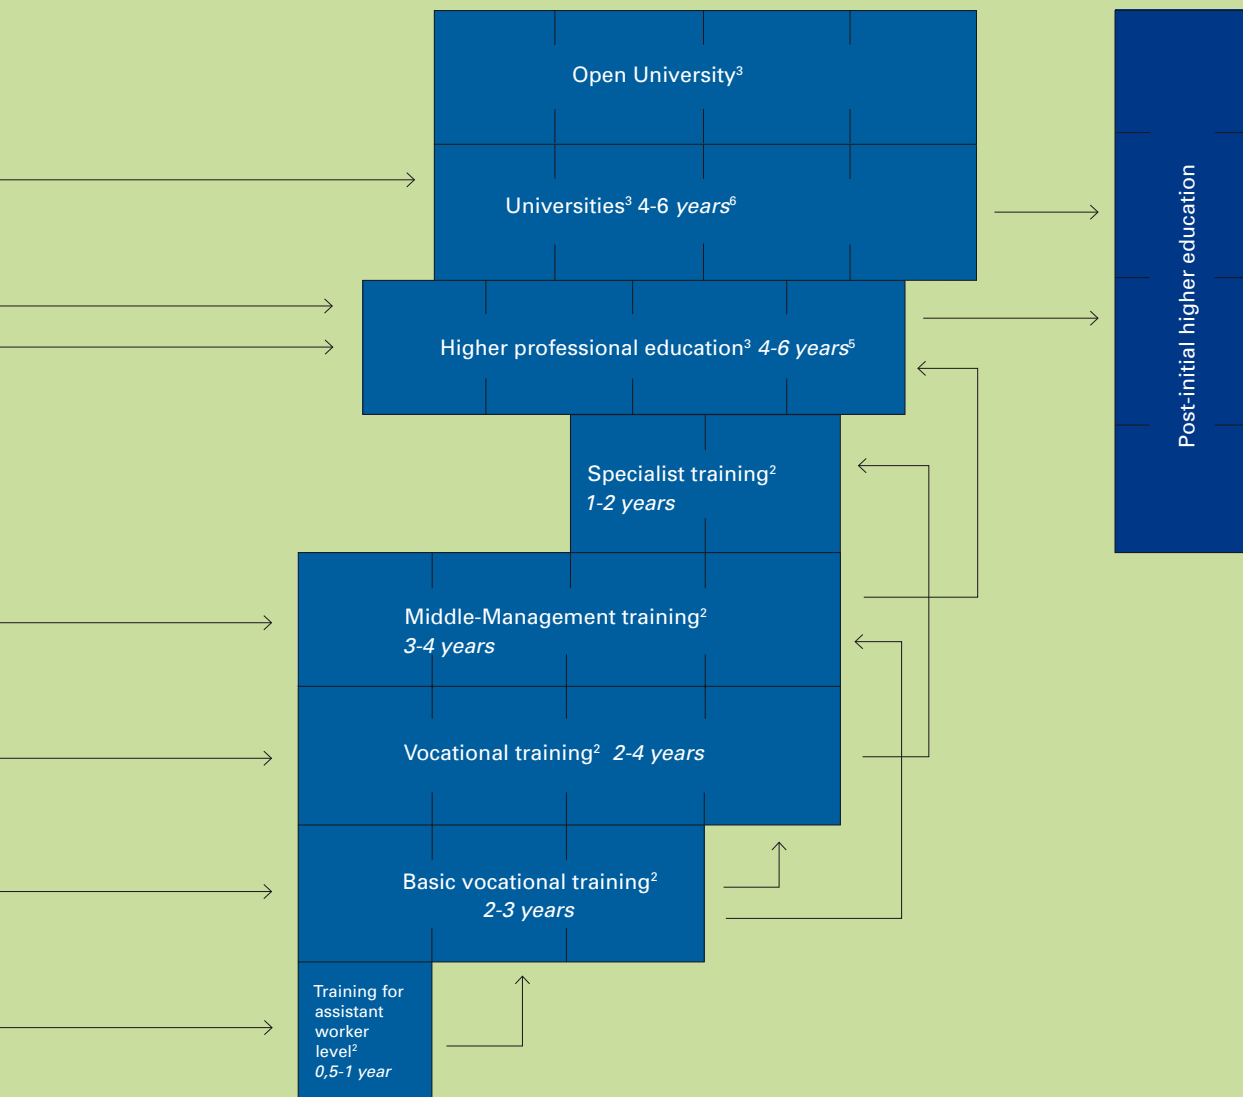 Open University³
Universities³ 4-6 years⁶
Higher professional education³ 4-6 years⁵
Post-initial higher education
Specialist training²
1-2 years
Middle-Management training²
3-4 years
Vocational training² 2-4 years
Basic vocational training²
2-3 years
Training for
assistant
worker
level²
0,5-1 year